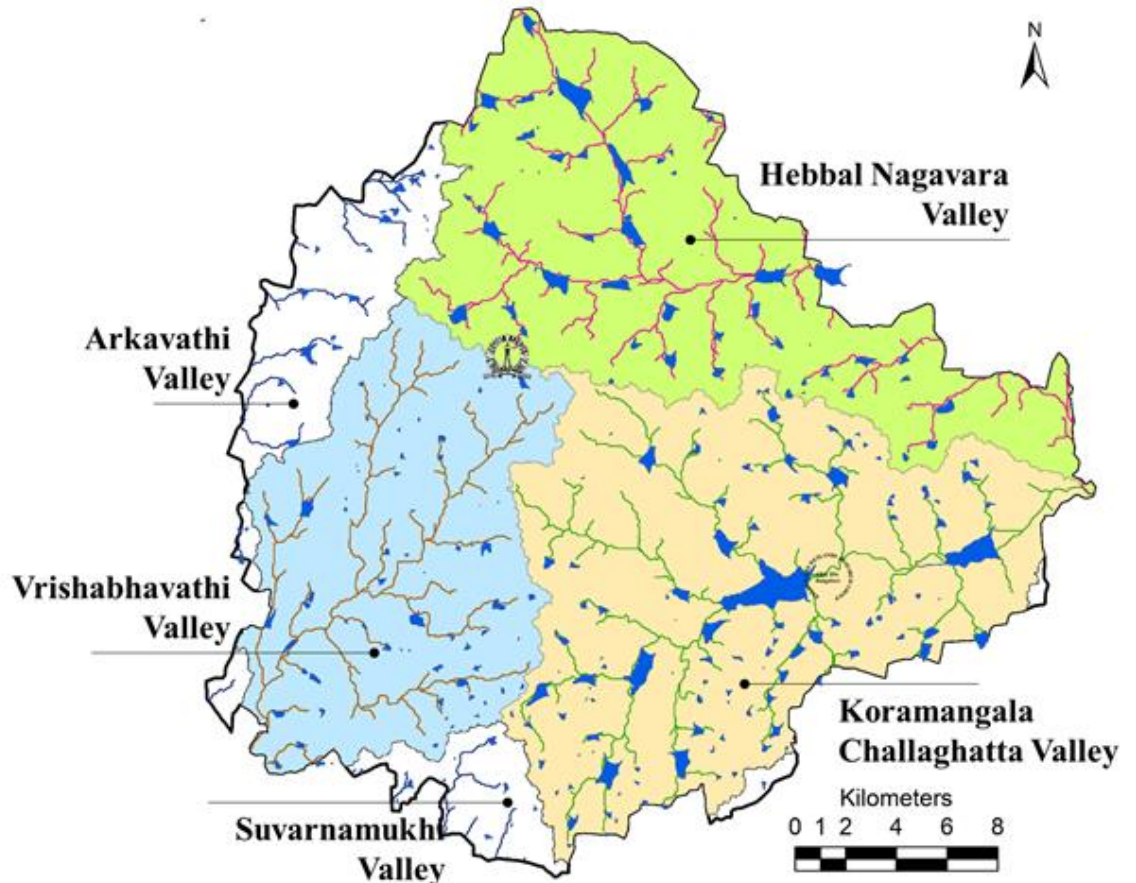 N
Hebbal Nagavara
Valley
Arkavathi
Valley
Vrishabhavathi
Valley
Koramangala
Challaghatta Valley
Suvarnamukhi
Valley
Kilometers
0 1 2 4 6 8